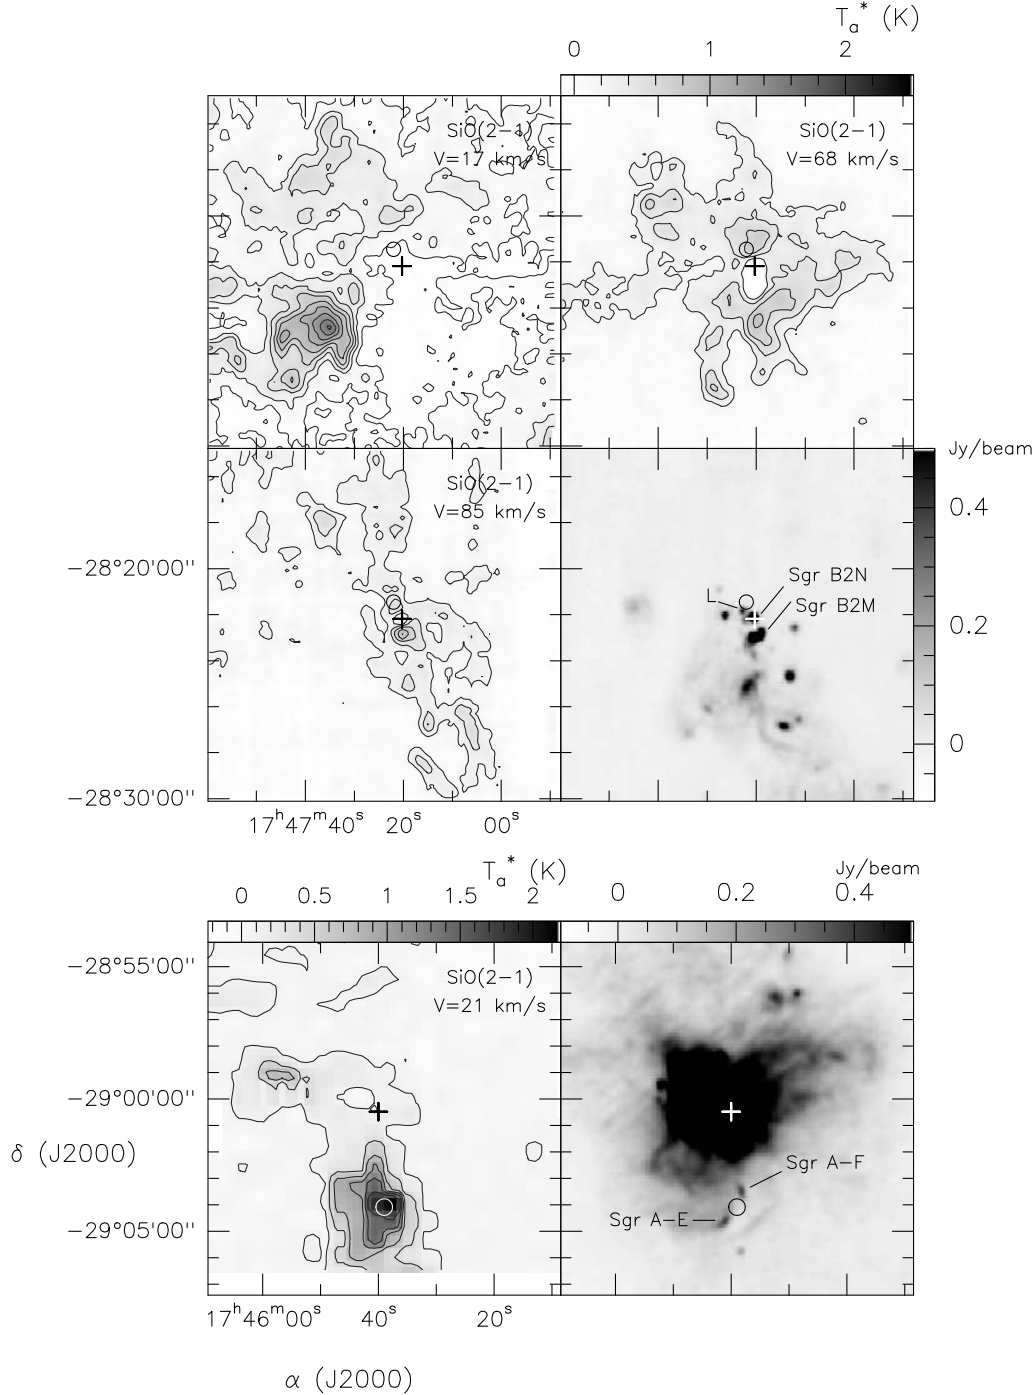 Tₐ* (K)
0 1 2
SiO(2−1)
V=17 km/s
SiO(2−1)
V=68 km/s
SiO(2−1)
V=85 km/s
Jy/beam
0.4
0.2
0
Sgr B2N
L
Sgr B2M
−28°20'00"
−28°30'00"
17ʰ47ᵐ40ˢ 20ˢ 00ˢ
Tₐ* (K)
0 0.5 1 1.5 2
Jy/beam
0 0.2 0.4
SiO(2−1)
V=21 km/s
−28°55'00"
−29°00'00"
δ (J2000)
−29°05'00"
Sgr A−F
Sgr A−E
17ʰ46ᵐ00ˢ 40ˢ 20ˢ
α (J2000)